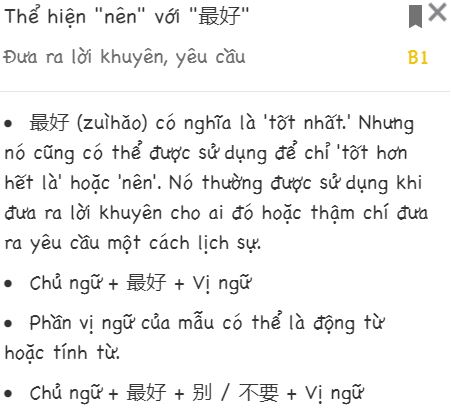 Thể hiện "nên" với "最好"
Đưa ra lời khuyên, yêu cầu
B1
• 最好 (zuìhǎo) có nghĩa là 'tốt nhất.' Nhưng
nó cũng có thể được sử dụng để chỉ 'tốt hơn
hết là' hoặc 'nên'. Nó thường được sử dụng khi
đưa ra lời khuyên cho ai đó hoặc thậm chí đưa
ra yêu cầu một cách lịch sự.
• Chủ ngữ + 最好 + Vị ngữ
• Phần vị ngữ của mẫu có thể là động từ
hoặc tính từ.
• Chủ ngữ + 最好 + 别 / 不要 + Vị ngữ